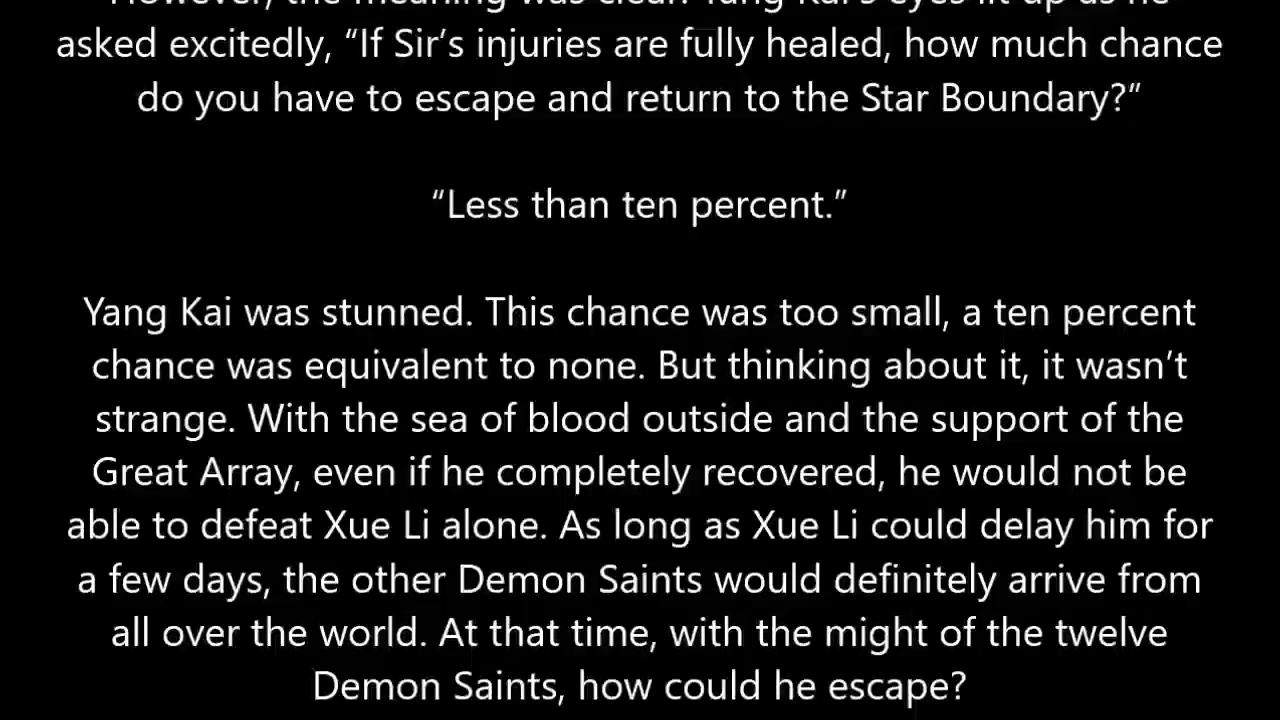 However, the meaning was clear. Yang Kai's eyes lit up as he
asked excitedly, “If Sir’s injuries are fully healed, how much chance
do you have to escape and return to the Star Boundary?”
“Less than ten percent.”
Yang Kai was stunned. This chance was too small, a ten percent
chance was equivalent to none. But thinking about it, it wasn’t
strange. With the sea of blood outside and the support of the
Great Array, even if he completely recovered, he would not be
able to defeat Xue Li alone. As long as Xue Li could delay him for
a few days, the other Demon Saints would definitely arrive from
all over the world. At that time, with the might of the twelve
Demon Saints, how could he escape?